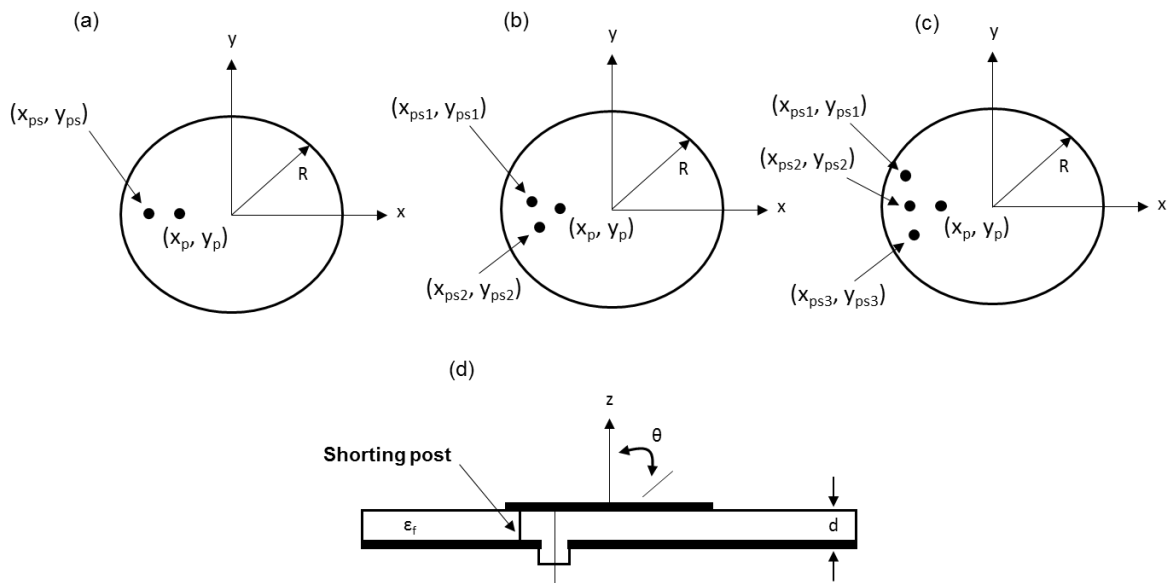 (a)
y
(xps, yps)
R
x
(xp, yp)
(b)
y
(xps1, yps1)
R
x
(xp, yp)
(xps2, yps2)
(c)
y
(xps1, yps1)
(xps2, yps2)
R
x
(xp, yp)
(xps3, yps3)
(d)
z
θ
Shorting post
εf
d